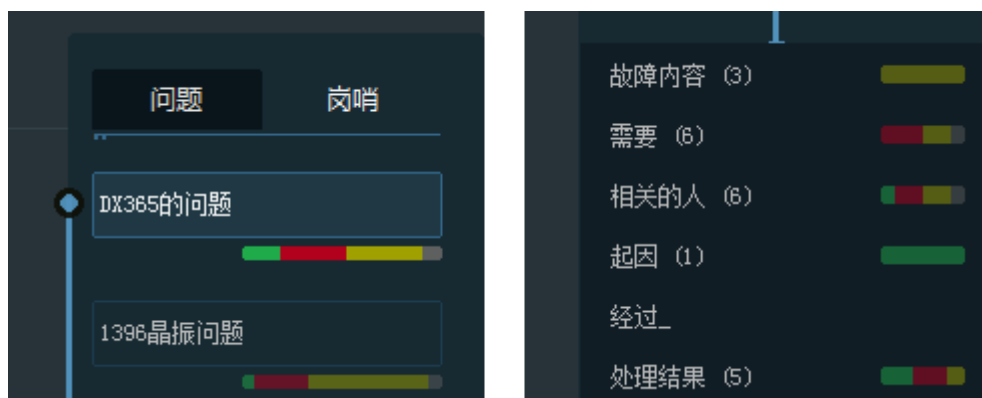 问题 岗哨
DX365的问题
1396晶振问题
故障内容 (3)
需要 (6)
相关的人 (6)
起因 (1)
经过_
处理结果 (5)